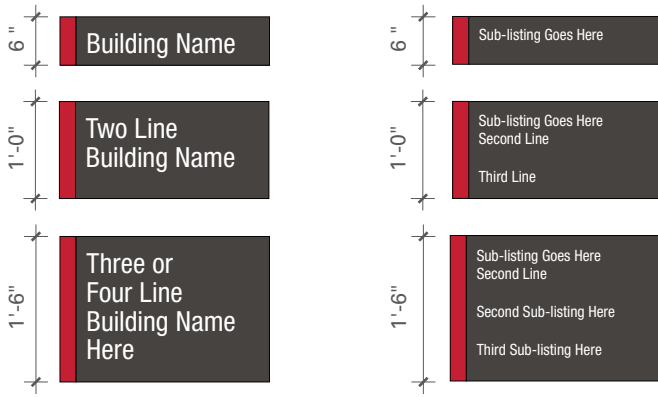 6 "
Building Name
6 "
Sub-listing Goes Here
1'-0"
Two Line
Building Name
1'-0"
Sub-listing Goes Here
Second Line
Third Line
1'-6"
Three or
Four Line
Building Name
Here
1'-6"
Sub-listing Goes Here
Second Line
Second Sub-listing Here
Third Sub-listing Here